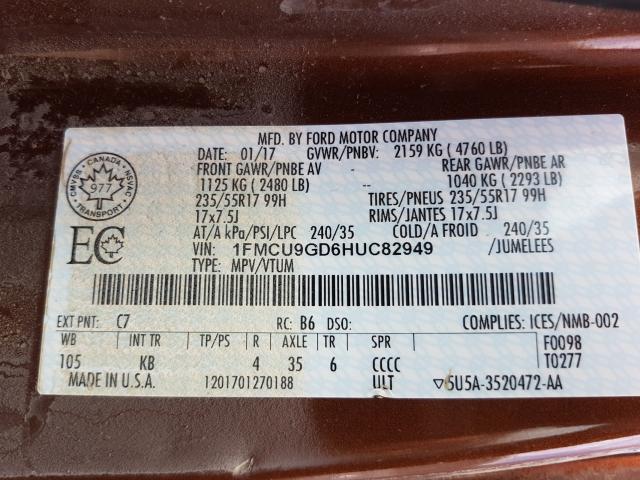 MFD. BY FORD MOTOR COMPANY
DATE: 01/17 GVWR/PNBV: 2159 KG ( 4760 LB)
FRONT GAWR/PNBE AV REAR GAWR/PNBE AR
1125 KG ( 2480 LB) -- 1040 KG ( 2293 LB)
235/55R17 99H TIRES/PNEUS 235/55R17 99H
17x7.5J RIMS/JANTES 17x7.5J
AT/A kPa/PSI/LPC 240/35 COLD/A FROID 240/35
VIN: 1FMCU9GD6HUC82949 /JUMELEES
TYPE: MPV/VTUM
CMVSS - CANADA - NSVAC
977
TRANSPORT
EC
EXT PNT: C7 RC: B6 DSO: COMPLIES: ICES/NMB-002
WB INT TR TP/PS R AXLE TR SPR F0098
105 KB 4 35 6 CCCC T0277
MADE IN U.S.A. 1201701270188 UILT ▽5U5A-3520472-AA